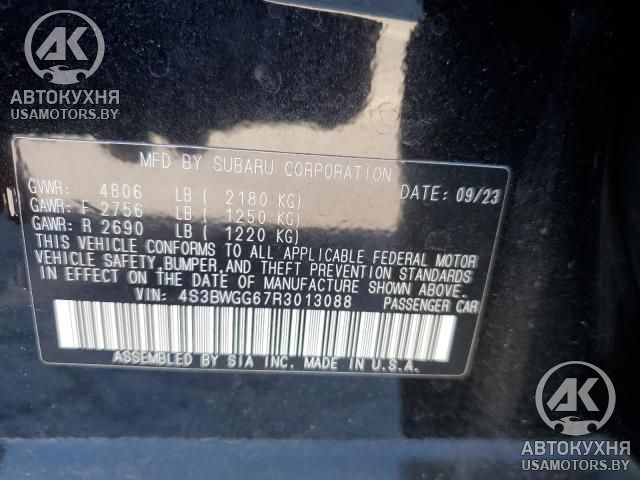 АК
АВТОКУХНЯ
USAMOTORS.BY
MFD BY SUBARU CORPORATION
GVWR: 4806 LB ( 2180 KG) DATE: 09/23
GAWR: F 2756 LB ( 1250 KG)
GAWR: R 2690 LB ( 1220 KG)
THIS VEHICLE CONFORMS TO ALL APPLICABLE FEDERAL MOTOR
VEHICLE SAFETY, BUMPER, AND THEFT PREVENTION STANDARDS
IN EFFECT ON THE DATE OF MANUFACTURE SHOWN ABOVE.
VIN: 4S3BWGG67R3013088 PASSENGER CAR
ASSEMBLED BY SIA INC. MADE IN U.S.A.
АК
АВТОКУХНЯ
USAMOTORS.BY